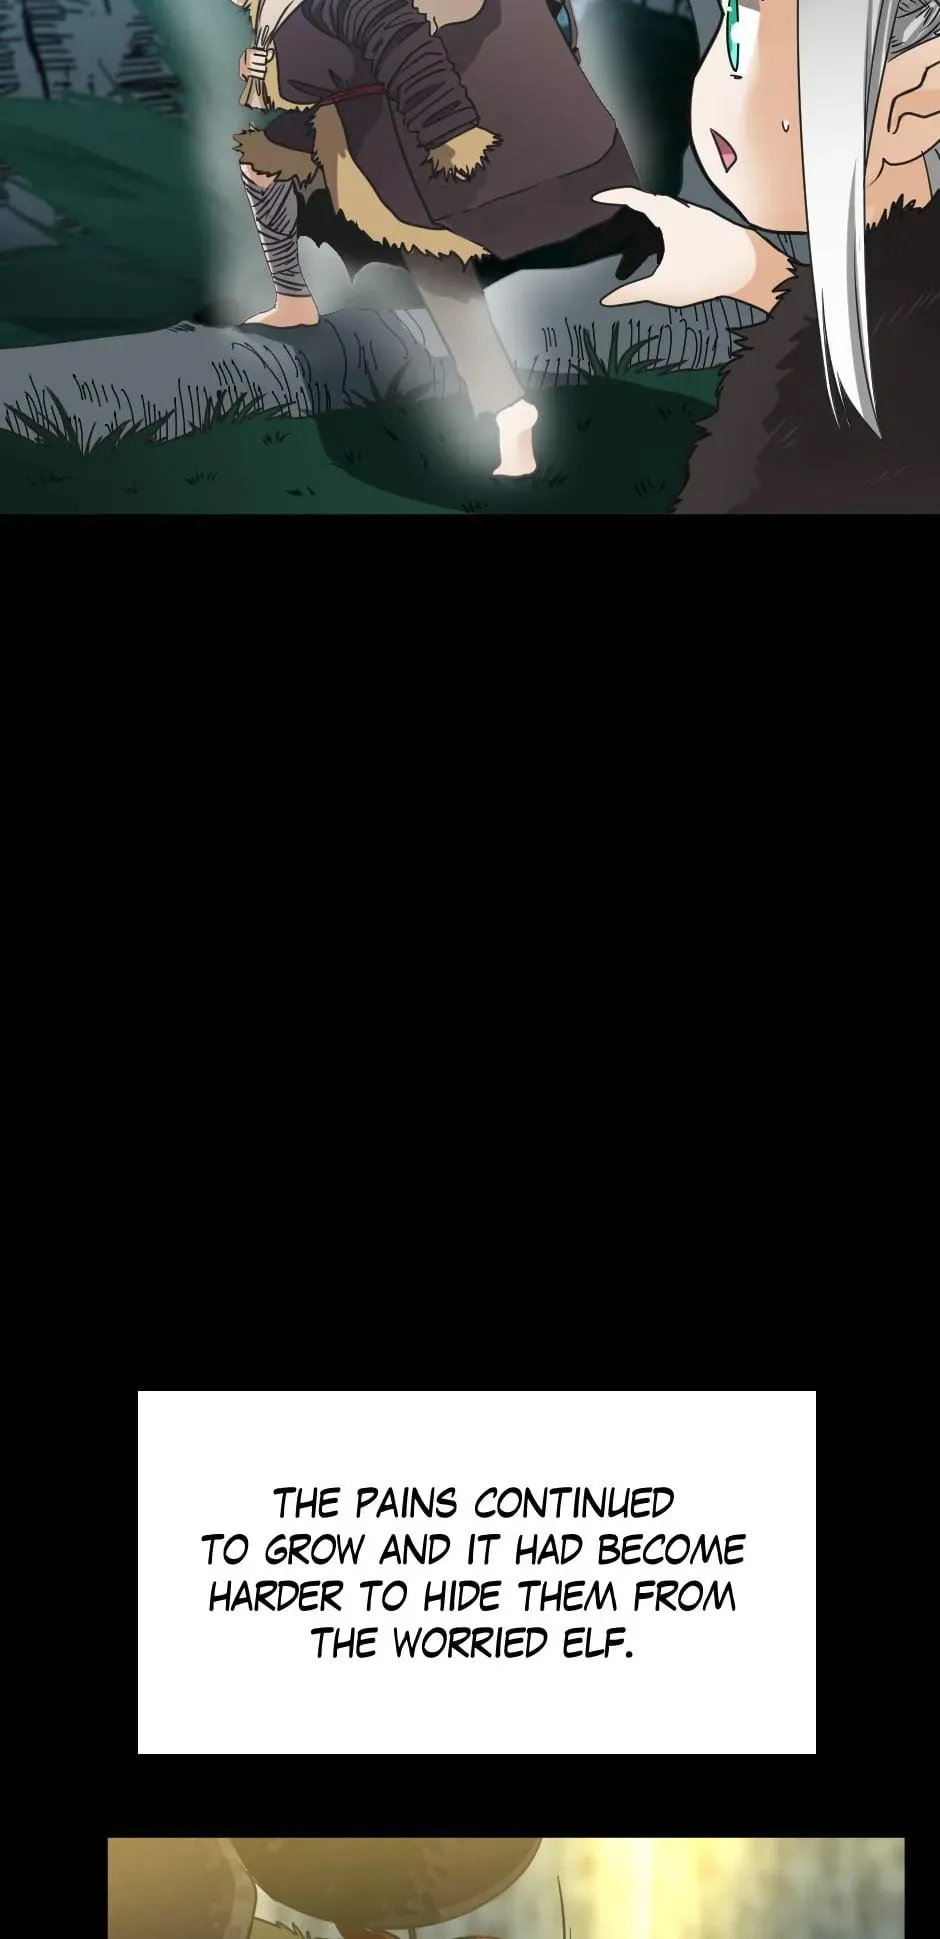 THE PAINS CONTINUED
TO GROW AND IT HAD BECOME
HARDER TO HIDE THEM FROM
THE WORRIED ELF.